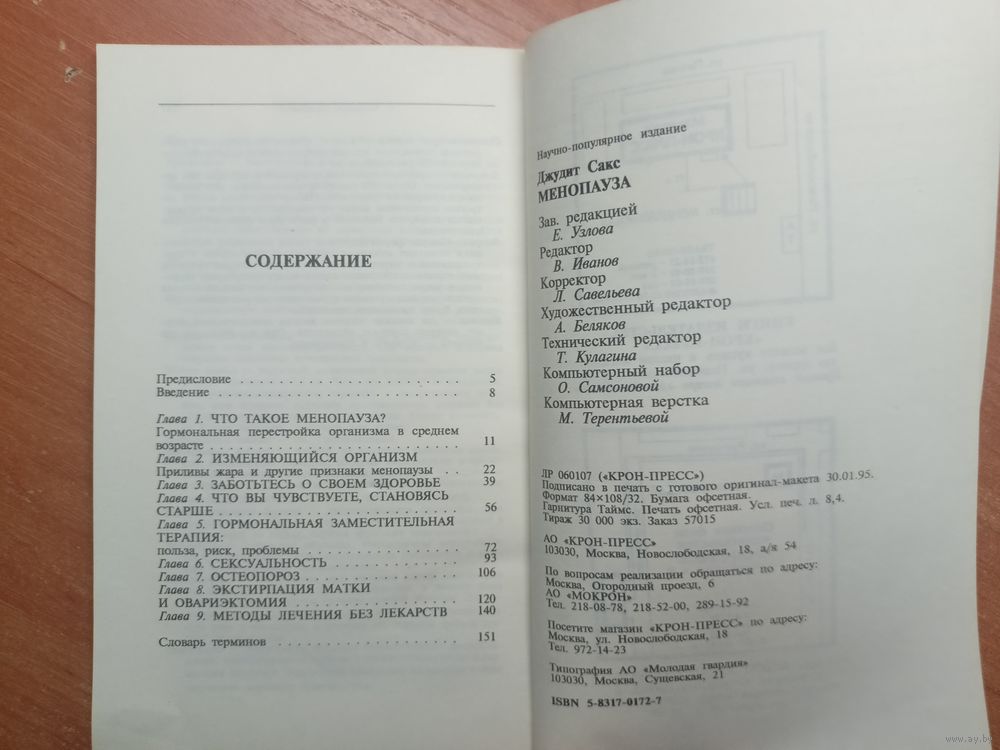 СОДЕРЖАНИЕ
Предисловие . . . . . . . . . . . . . . . . . . . . . . . 5
Введение . . . . . . . . . . . . . . . . . . . . . . . . . 8
Глава 1. ЧТО ТАКОЕ МЕНОПАУЗА?
Гормональная перестройка организма в среднем
возрасте . . . . . . . . . . . . . . . . . . . . . . . . . 11
Глава 2. ИЗМЕНЯЮЩИЙСЯ ОРГАНИЗМ
Приливы жара и другие признаки менопаузы . . 22
Глава 3. ЗАБОТЬТЕСЬ О СВОЕМ ЗДОРОВЬЕ 39
Глава 4. ЧТО ВЫ ЧУВСТВУЕТЕ, СТАНОВЯСЬ
СТАРШЕ . . . . . . . . . . . . . . . . . . . . . . . . 56
Глава 5. ГОРМОНАЛЬНАЯ ЗАМЕСТИТЕЛЬНАЯ
ТЕРАПИЯ:
польза, риск, проблемы . . . . . . . . . . . . . . 72
Глава 6. СЕКСУАЛЬНОСТЬ . . . . . . . . . . . . 93
Глава 7. ОСТЕОПОРОЗ . . . . . . . . . . . . . . 106
Глава 8. ЭКСТИРПАЦИЯ МАТКИ
И ОВАРИЭКТОМИЯ . . . . . . . . . . . . . . . 120
Глава 9. МЕТОДЫ ЛЕЧЕНИЯ БЕЗ ЛЕКАРСТВ 140
Словарь терминов . . . . . . . . . . . . . . . . . 151
Научно-популярное издание
Джудит Сакс
МЕНОПАУЗА
Зав. редакцией
Е. Узлова
Редактор
В. Иванов
Корректор
Л. Савельева
Художественный редактор
А. Беляков
Технический редактор
Т. Кулагина
Компьютерный набор
О. Самсоновой
Компьютерная верстка
М. Терентьевой
ЛР 060107 («КРОН-ПРЕСС»)
Подписано в печать с готового оригинал-макета 30.01.95.
Формат 84×108/32. Бумага офсетная.
Гарнитура Таймс. Печать офсетная. Усл. печ. л. 8,4.
Тираж 30 000 экз. Заказ 57015
АО «КРОН-ПРЕСС»
103030, Москва, Новослободская, 18, а/я 54
По вопросам реализации обращаться по адресу:
Москва, Огородный проезд, 6
АО «МОКРОН»
Тел. 218-08-78, 218-52-00, 289-15-92
Посетите магазин «КРОН-ПРЕСС» по адресу:
Москва, ул. Новослободская, 18
Тел. 972-14-23
Типография АО «Молодая гвардия»
103030, Москва, Сущевская, 21
ISBN 5-8317-0172-7
www.ay.by